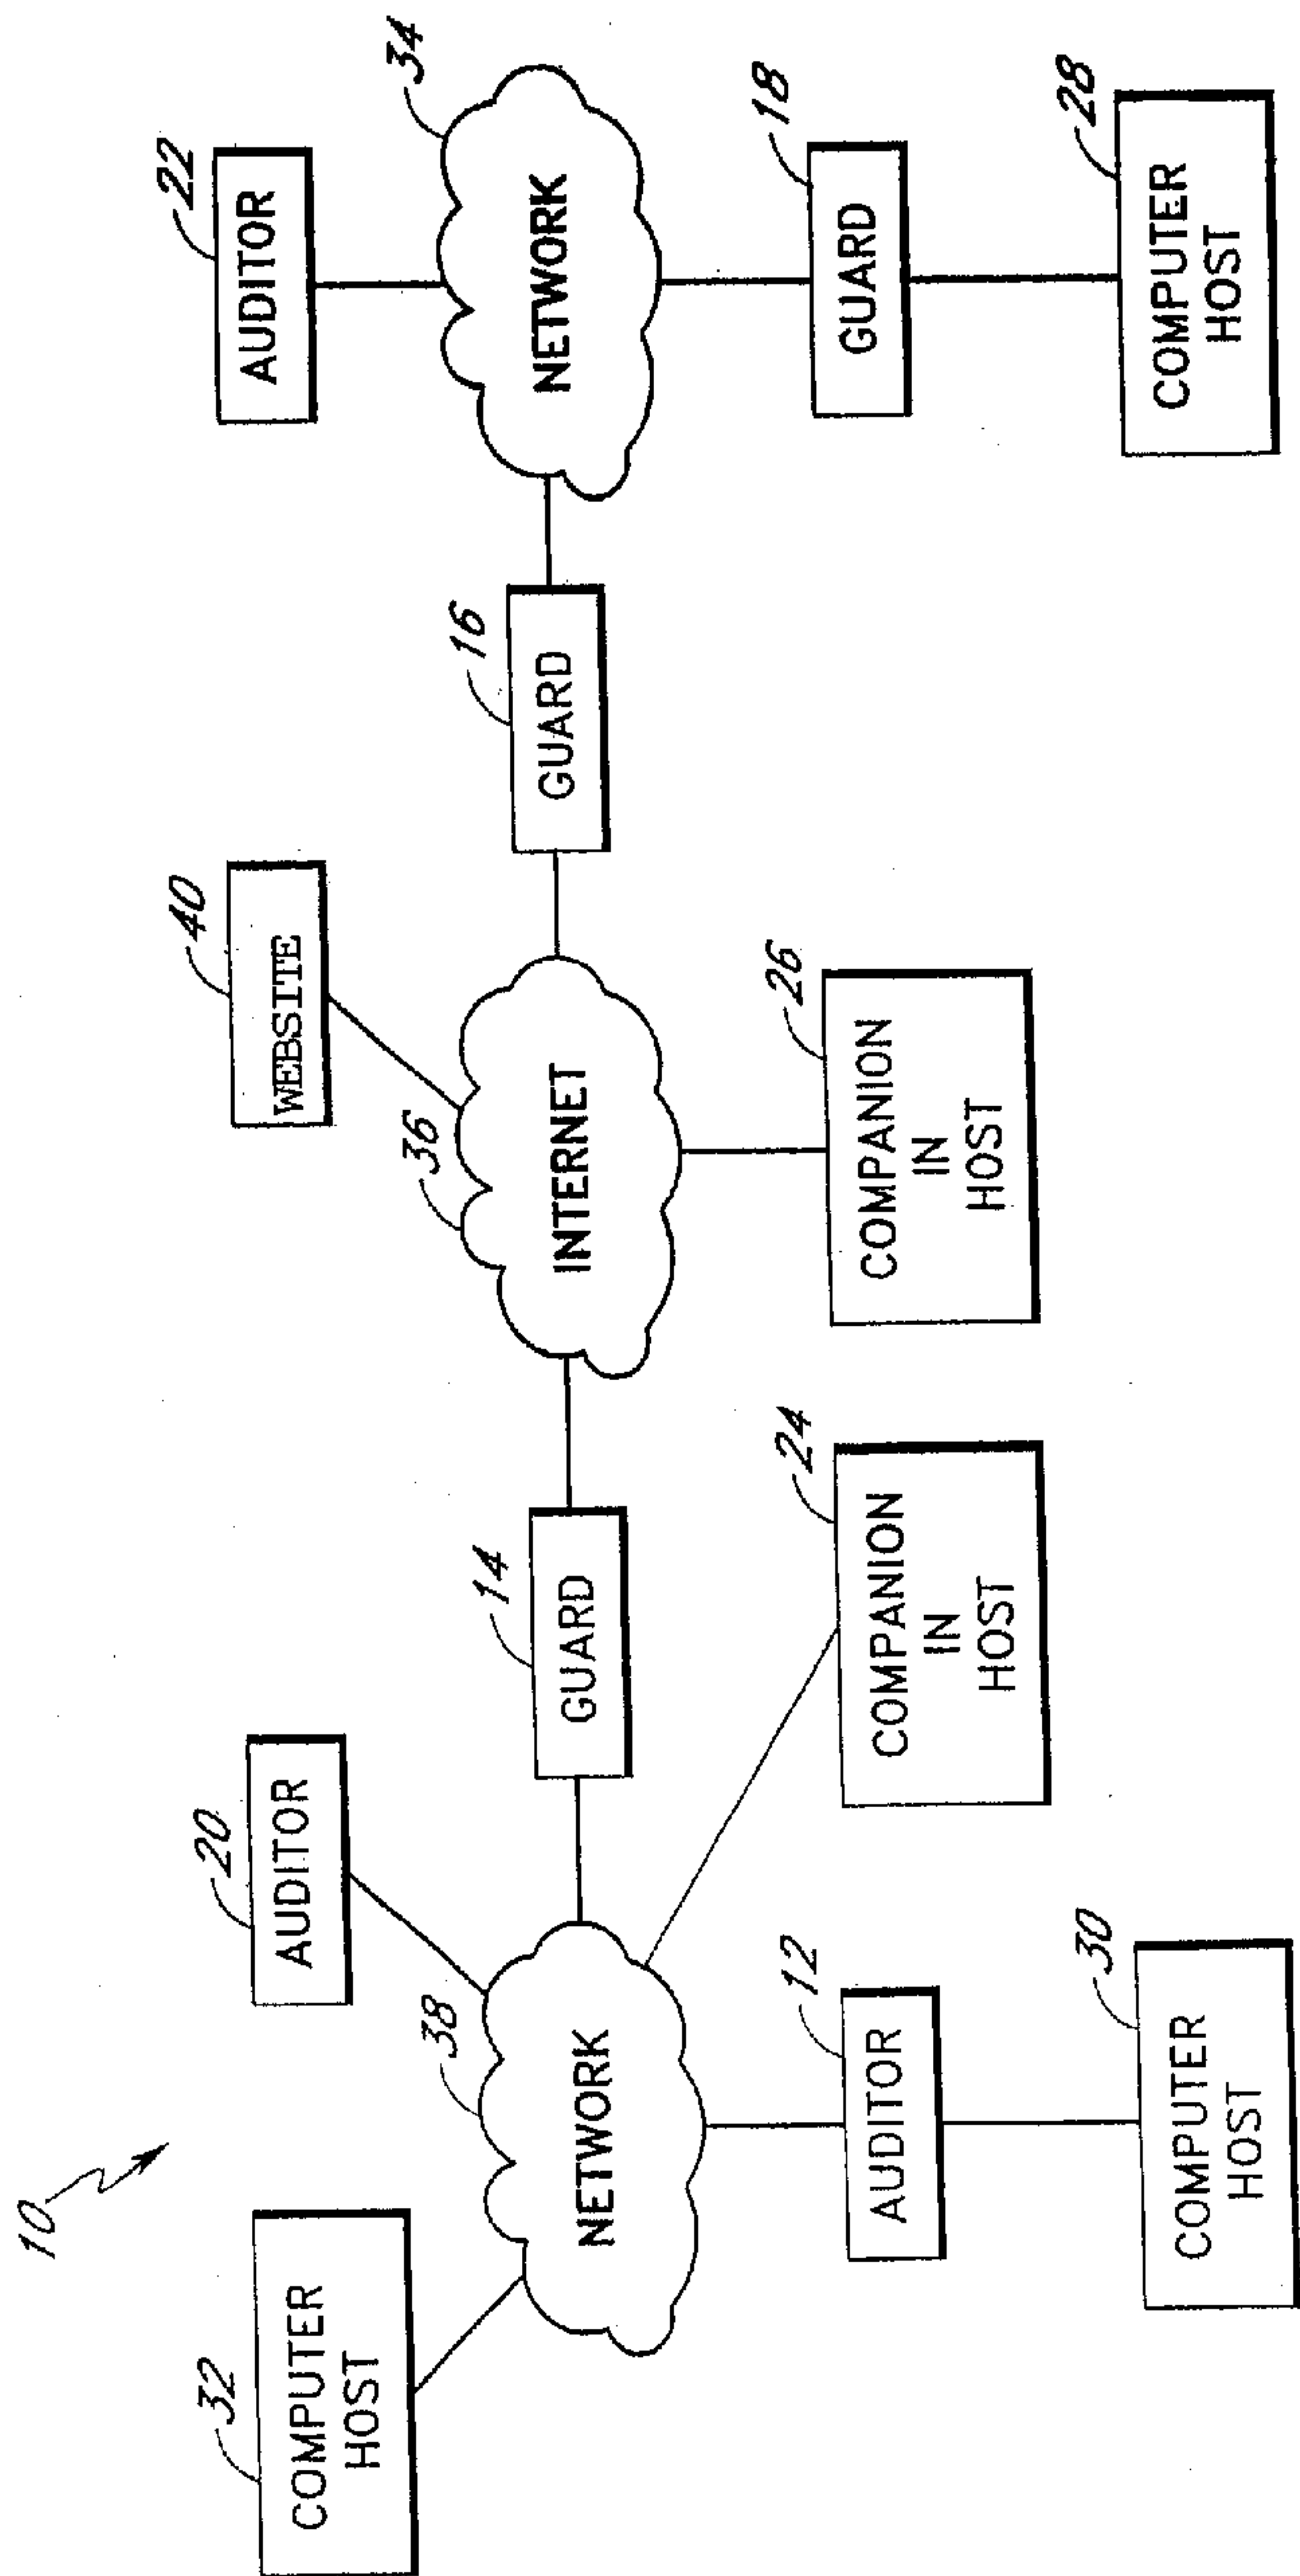 10
32
COMPUTER
HOST
38
NETWORK
20
AUDITOR
12
AUDITOR
30
COMPUTER
HOST
14
GUARD
24
COMPANION
IN
HOST
36
INTERNET
40
WEBSITE
26
COMPANION
IN
HOST
16
GUARD
34
NETWORK
22
AUDITOR
18
GUARD
28
COMPUTER
HOST